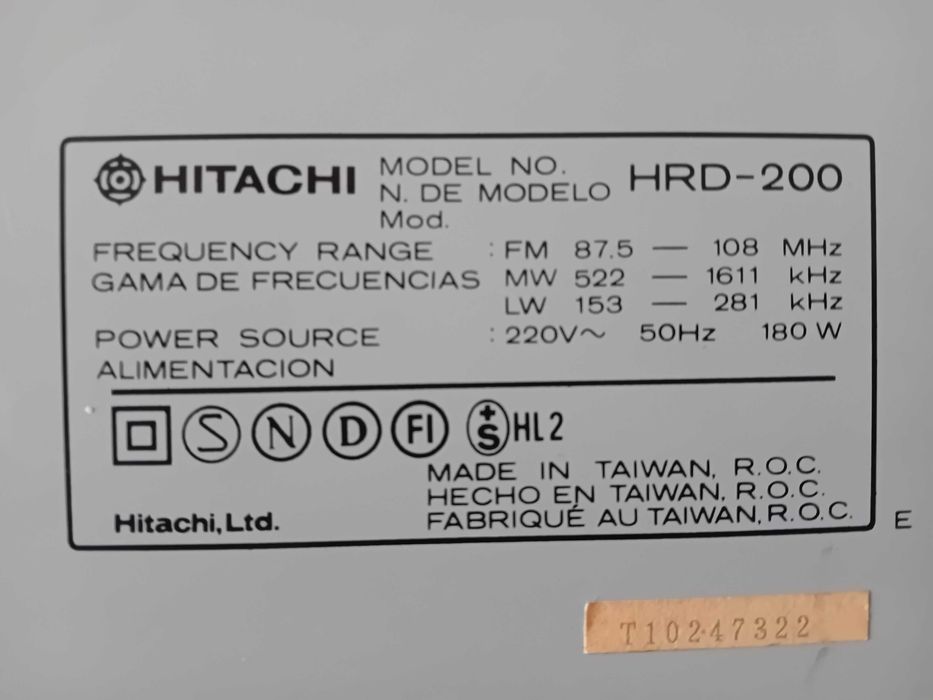 HITACHI MODEL NO. HRD-200
N. DE MODELO
Mod.
FREQUENCY RANGE : FM 87.5 — 108 MHz
GAMA DE FRECUENCIAS MW 522 — 1611 kHz
LW 153 — 281 kHz
POWER SOURCE : 220V~ 50Hz 180 W
ALIMENTACION
S N D FI +S HL2
MADE IN TAIWAN, R.O.C.
HECHO EN TAIWAN, R.O.C.
Hitachi, Ltd. FABRIQUÉ AU TAIWAN, R.O.C.
E
T10247322